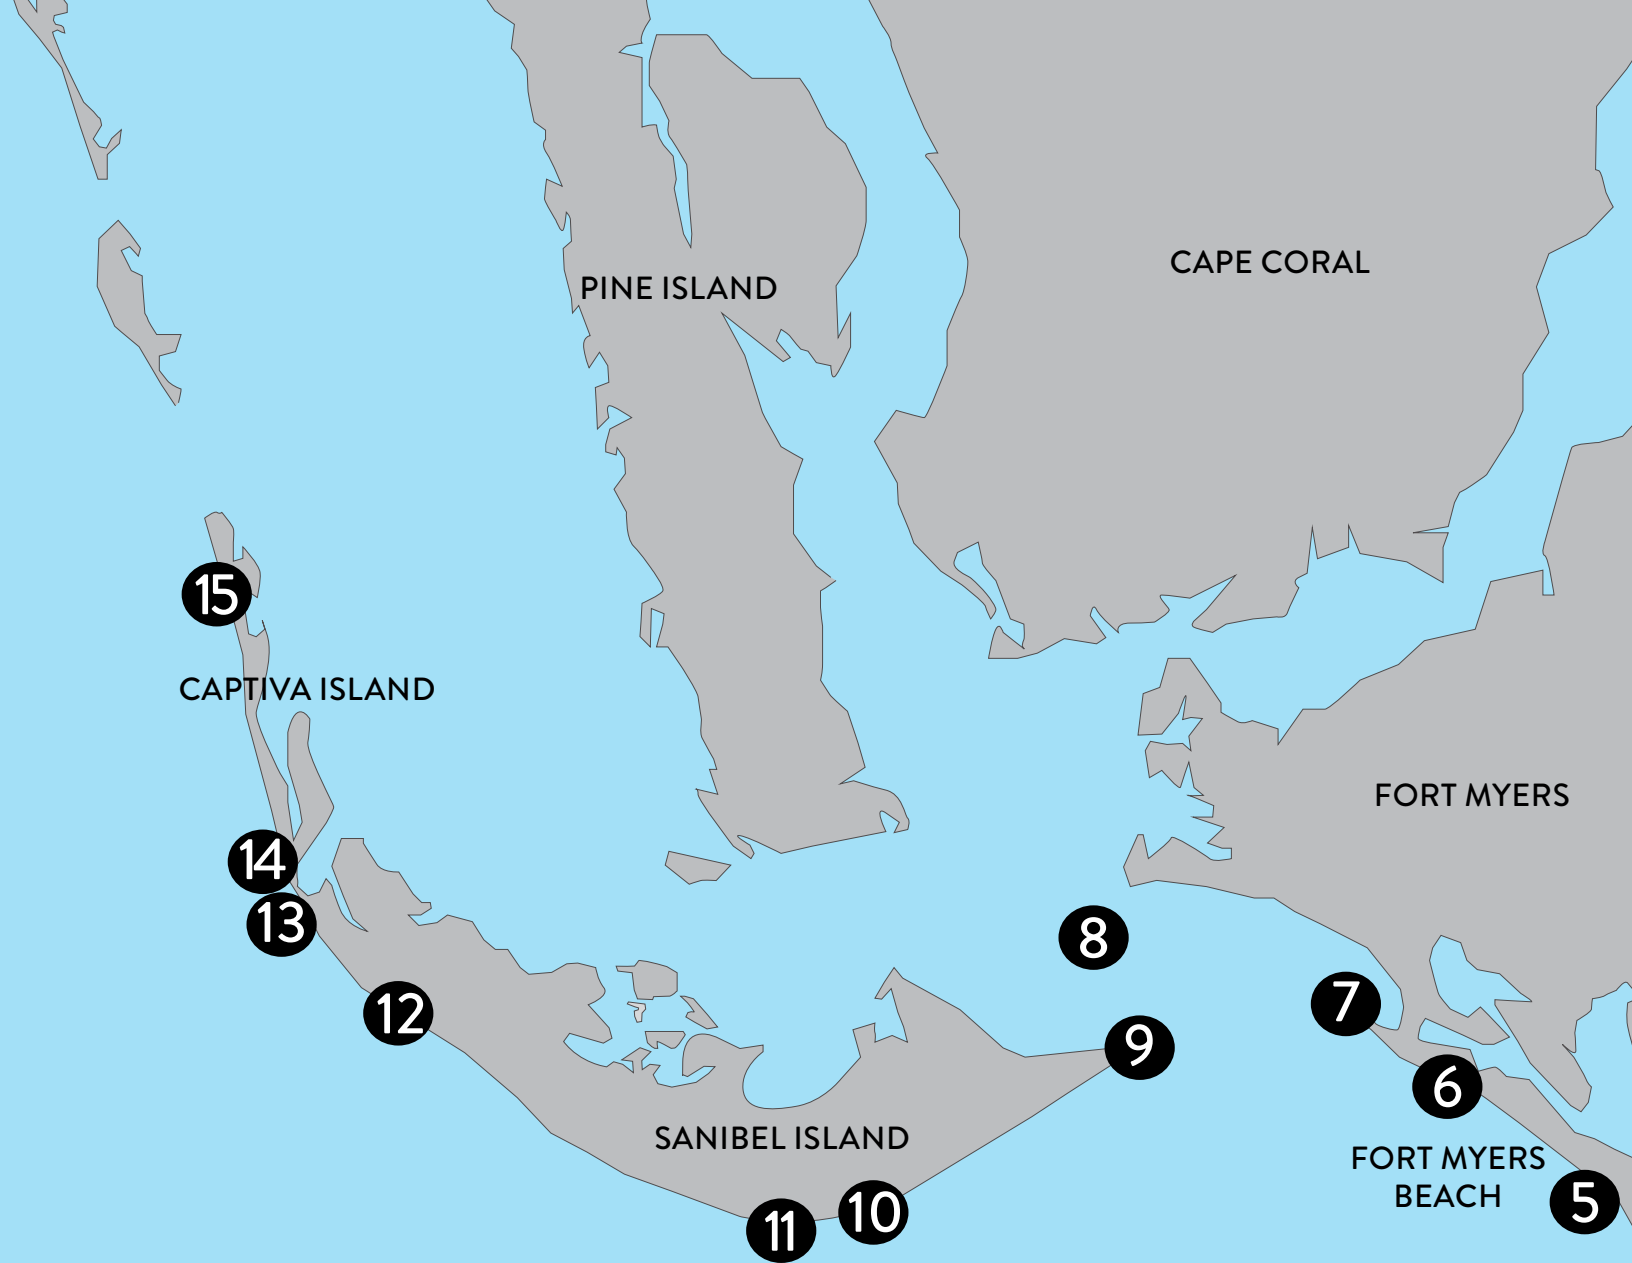 CAPE CORAL
PINE ISLAND
15
CAPTIVA ISLAND
FORT MYERS
14
13
8
7
12
9
6
SANIBEL ISLAND
FORT MYERS
BEACH
5
10
11